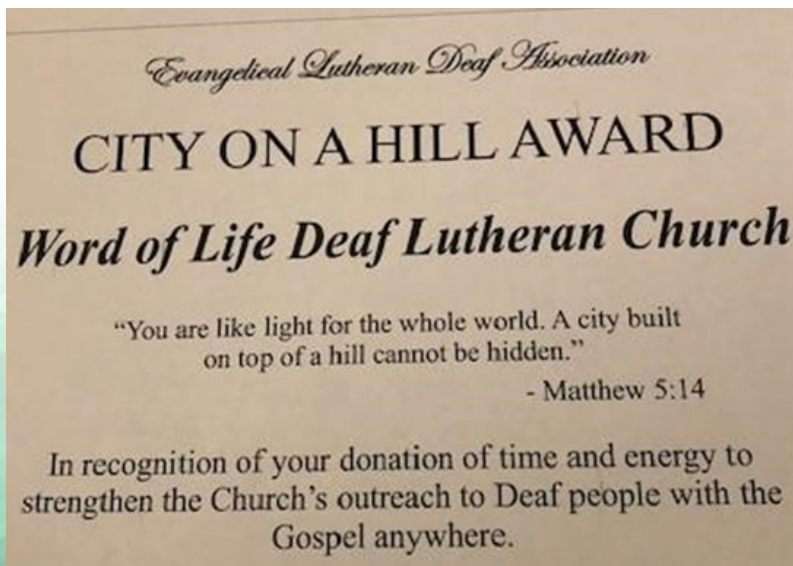 Evangelical Lutheran Deaf Association
CITY ON A HILL AWARD
Word of Life Deaf Lutheran Church
“You are like light for the whole world. A city built
on top of a hill cannot be hidden.”
- Matthew 5:14
In recognition of your donation of time and energy to
strengthen the Church’s outreach to Deaf people with the
Gospel anywhere.